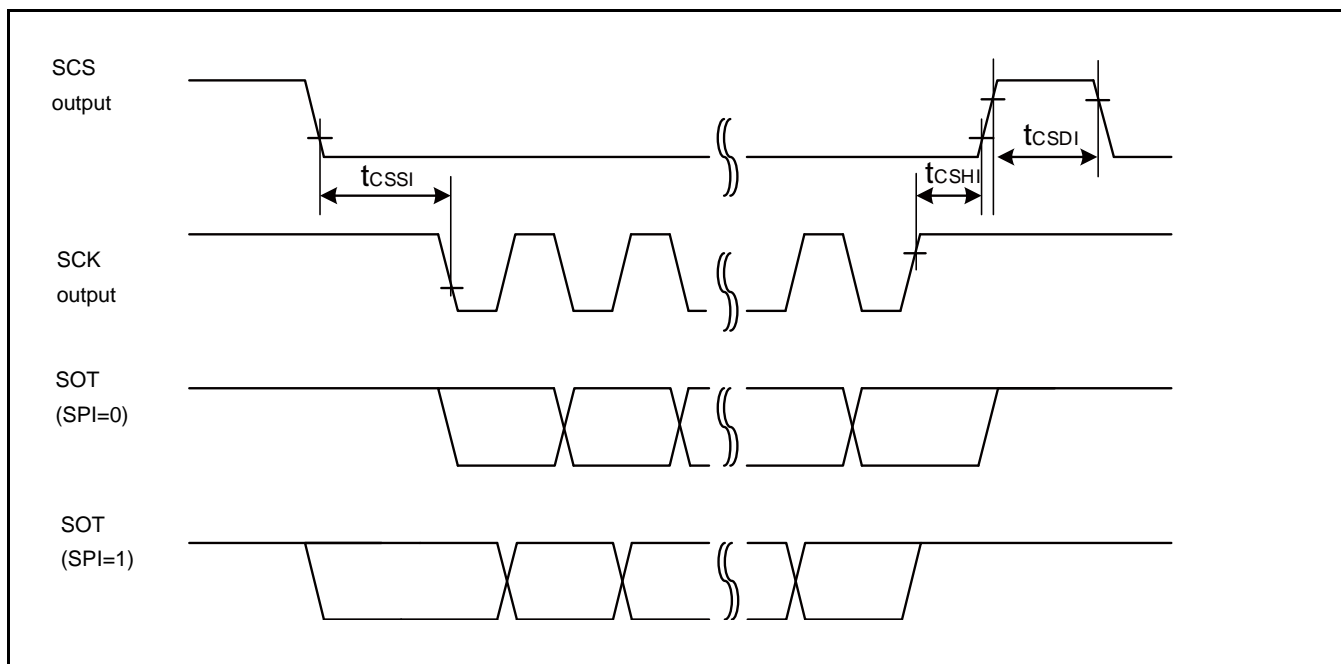 SCS
output
tCSDI
tCSSI
tCSHI
SCK
output
SOT
(SPI=0)
SOT
(SPI=1)